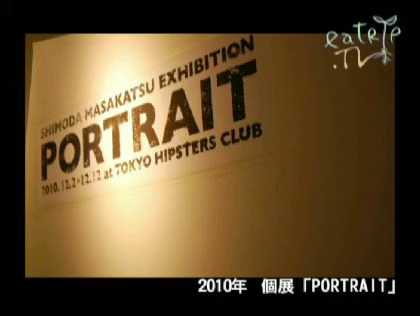 eatrip
.TV
SHIMODA MASAKATSU EXHIBITION
PORTRAIT
2010.12.2-12.12 at TOKYO HIPSTERS CLUB
2010年 個展「PORTRAIT」